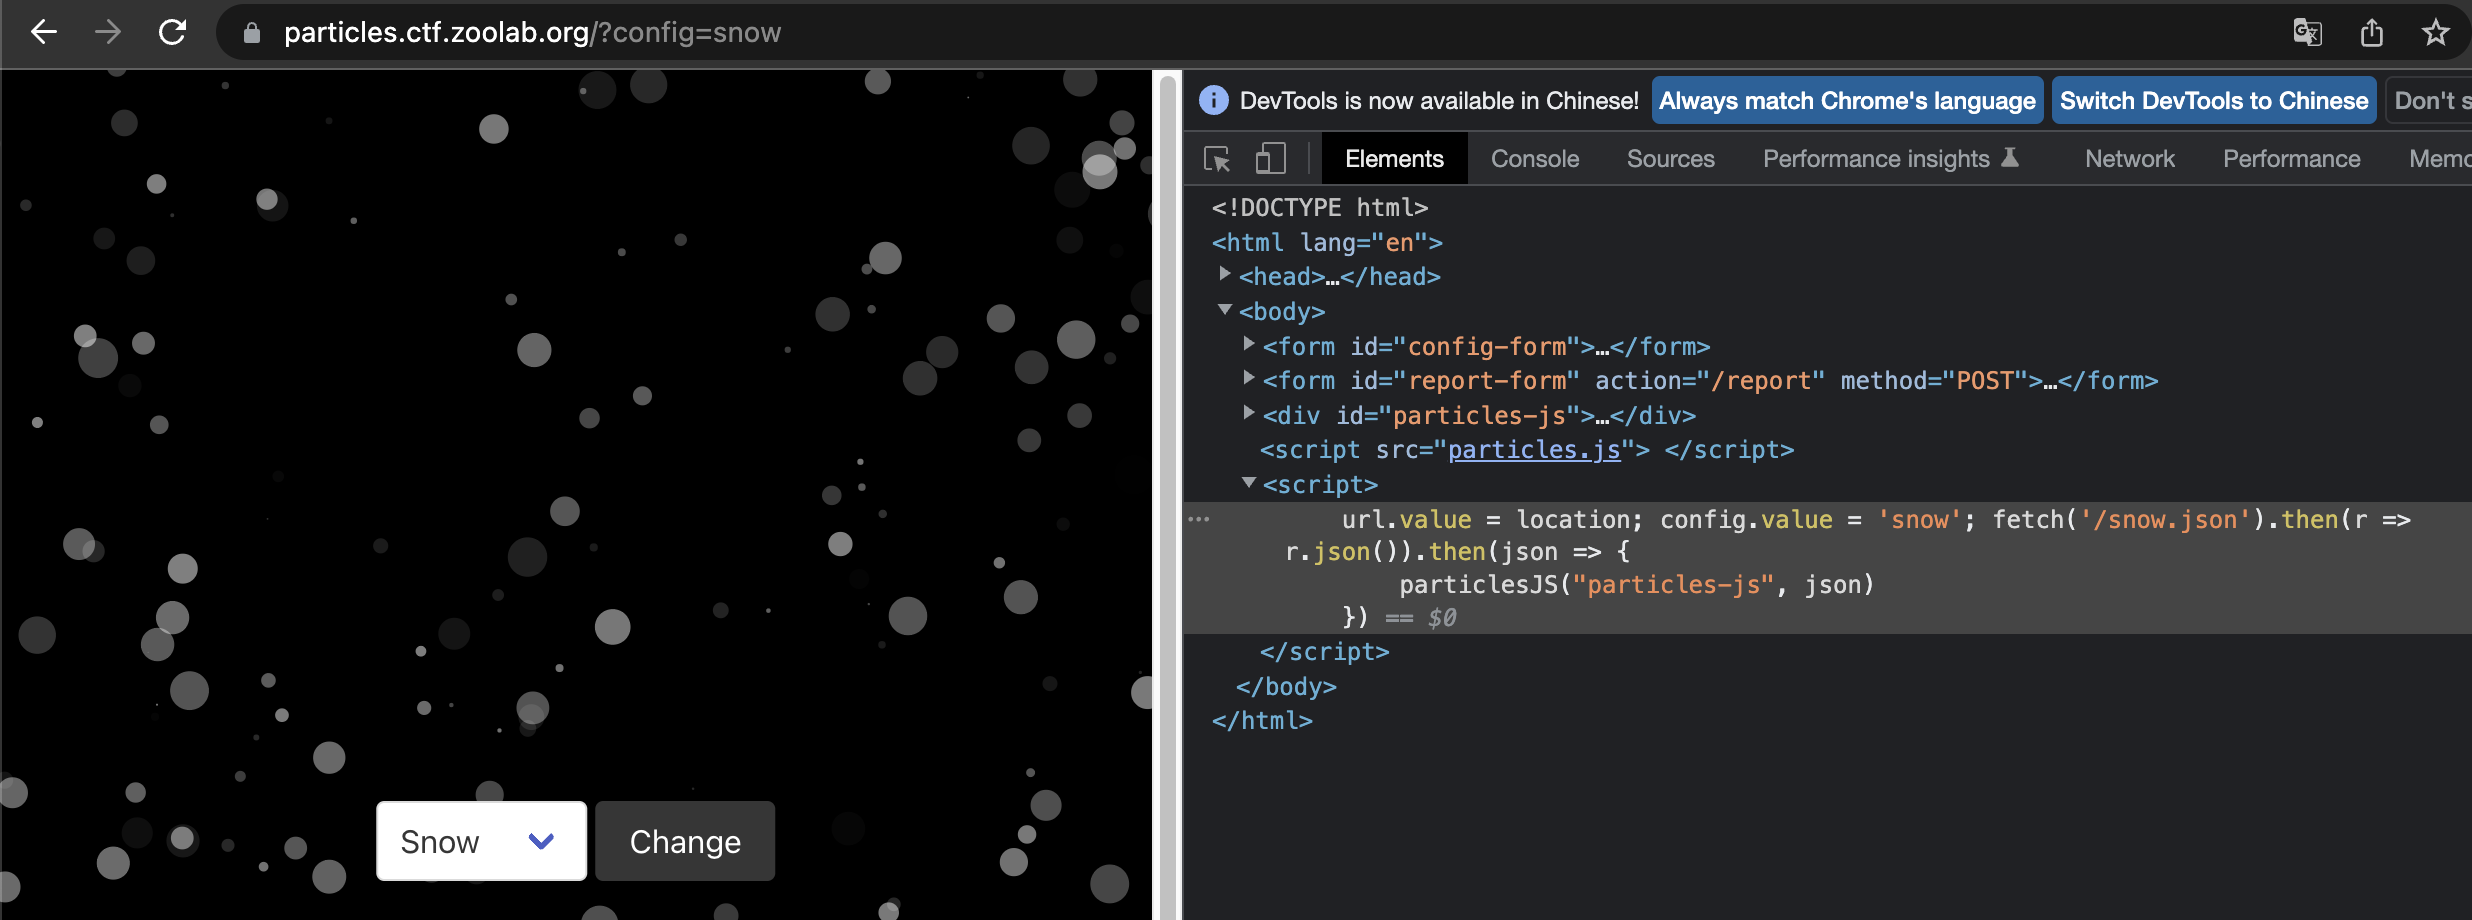 particles.ctf.zoolab.org/?config=snow
DevTools is now available in Chinese! Always match Chrome's language Switch DevTools to Chinese Don't s
Elements Console Sources Performance insights Network Performance Memo
<!DOCTYPE html>
<html lang="en">
<head>…</head>
<body>
<form id="config-form">…</form>
<form id="report-form" action="/report" method="POST">…</form>
<div id="particles-js">…</div>
<script src="particles.js"> </script>
<script>
url.value = location; config.value = 'snow'; fetch('/snow.json').then(r =>
r.json()).then(json => {
particlesJS("particles-js", json)
}) == $0
</script>
</body>
</html>
Snow Change